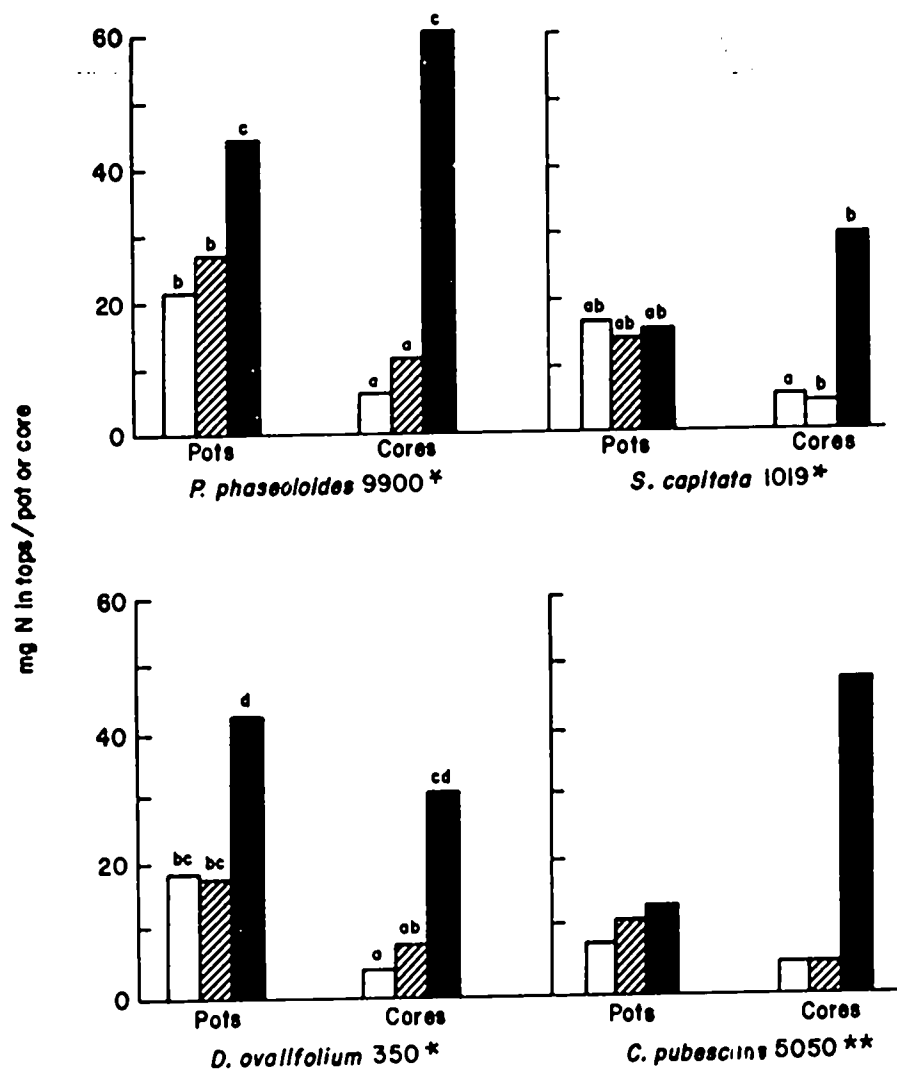 mg N in tops/pot or core
60
40
20
0
b
b
c
a
a
c
Pots
Cores
P. phaseoloides 9900*
ab
ab
ab
a
b
b
Pots
Cores
S. capitata 1019*
60
40
20
0
bc
bc
d
a
ab
cd
Pots
Cores
D. ovalifolium 350*
Pots
Cores
C. pubescens 5050**